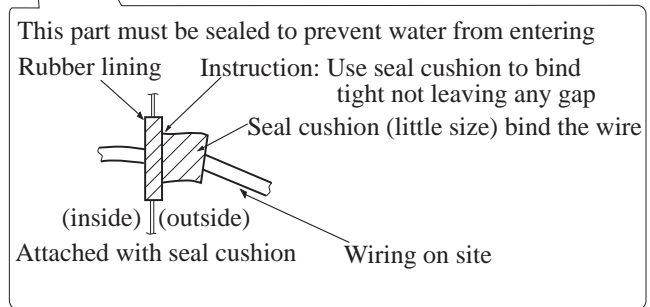 This part must be sealed to prevent water from entering
Rubber lining
Instruction: Use seal cushion to bind
tight not leaving any gap
Seal cushion (little size) bind the wire
(inside) (outside)
Attached with seal cushion
Wiring on site